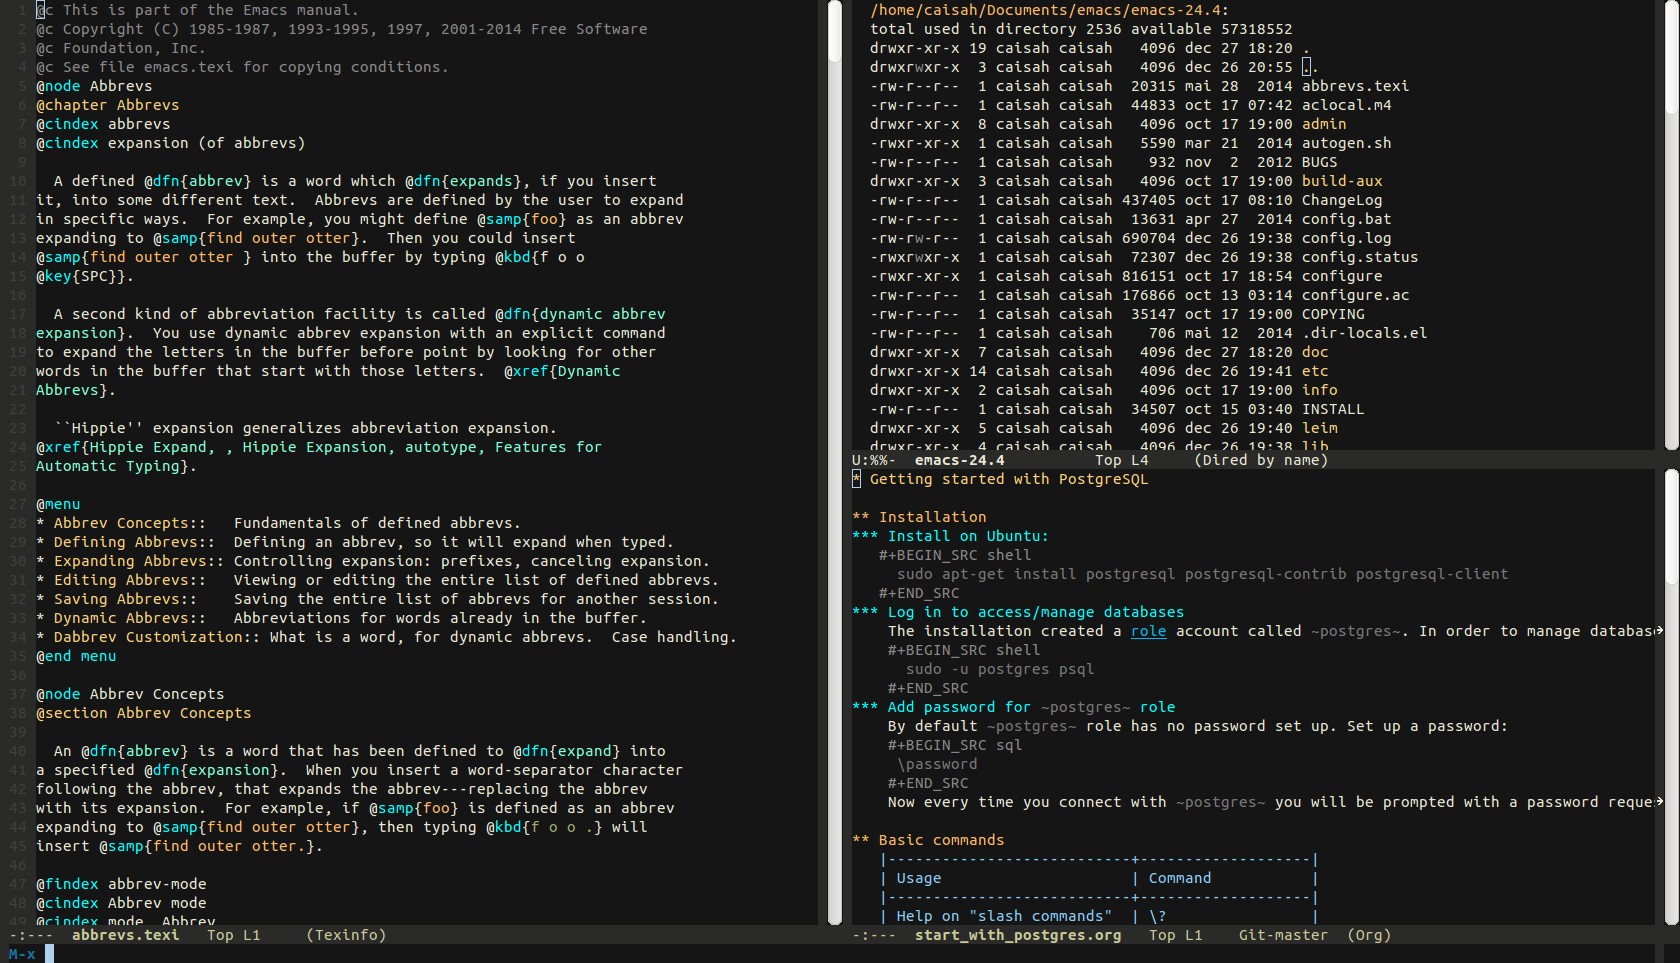 1 @c This is part of the Emacs manual.
2 @c Copyright (C) 1985-1987, 1993-1995, 1997, 2001-2014 Free Software
3 @c Foundation, Inc.
4 @c See file emacs.texi for copying conditions.
5 @node Abbrevs
6 @chapter Abbrevs
7 @cindex abbrevs
8 @cindex expansion (of abbrevs)
9
10   A defined @dfn{abbrev} is a word which @dfn{expands}, if you insert
11 it, into some different text.  Abbrevs are defined by the user to expand
12 in specific ways.  For example, you might define @samp{foo} as an abbrev
13 expanding to @samp{find outer otter}.  Then you could insert
14 @samp{find outer otter } into the buffer by typing @kbd{f o o
15 @key{SPC}}.
16
17   A second kind of abbreviation facility is called @dfn{dynamic abbrev
18 expansion}.  You use dynamic abbrev expansion with an explicit command
19 to expand the letters in the buffer before point by looking for other
20 words in the buffer that start with those letters.  @xref{Dynamic
21 Abbrevs}.
22
23   ``Hippie'' expansion generalizes abbreviation expansion.
24 @xref{Hippie Expand, , Hippie Expansion, autotype, Features for
25 Automatic Typing}.
26
27 @menu
28 * Abbrev Concepts::   Fundamentals of defined abbrevs.
29 * Defining Abbrevs::  Defining an abbrev, so it will expand when typed.
30 * Expanding Abbrevs:: Controlling expansion: prefixes, canceling expansion.
31 * Editing Abbrevs::   Viewing or editing the entire list of defined abbrevs.
32 * Saving Abbrevs::    Saving the entire list of abbrevs for another session.
33 * Dynamic Abbrevs::   Abbreviations for words already in the buffer.
34 * Dabbrev Customization:: What is a word, for dynamic abbrevs.  Case handling.
35 @end menu
36
37 @node Abbrev Concepts
38 @section Abbrev Concepts
39
40   An @dfn{abbrev} is a word that has been defined to @dfn{expand} into
41 a specified @dfn{expansion}.  When you insert a word-separator character
42 following the abbrev, that expands the abbrev---replacing the abbrev
43 with its expansion.  For example, if @samp{foo} is defined as an abbrev
44 expanding to @samp{find outer otter}, then typing @kbd{f o o .} will
45 insert @samp{find outer otter.}.
46
47 @findex abbrev-mode
48 @cindex Abbrev mode
49 @cindex mode, Abbrev
-:---  abbrevs.texi   Top L1     (Texinfo)
/home/caisah/Documents/emacs/emacs-24.4:
total used in directory 2536 available 57318552
drwxr-xr-x 19 caisah caisah   4096 dec 27 18:20 .
drwxrwxr-x  3 caisah caisah   4096 dec 26 20:55 ..
-rw-r--r--  1 caisah caisah  20315 mai 28  2014 abbrevs.texi
-rw-r--r--  1 caisah caisah  44833 oct 17 07:42 aclocal.m4
drwxr-xr-x  8 caisah caisah   4096 oct 17 19:00 admin
-rwxr-xr-x  1 caisah caisah   5590 mar 21  2014 autogen.sh
-rw-r--r--  1 caisah caisah    932 nov  2  2012 BUGS
drwxr-xr-x  3 caisah caisah   4096 oct 17 19:00 build-aux
-rw-r--r--  1 caisah caisah 437405 oct 17 08:10 ChangeLog
-rw-r--r--  1 caisah caisah  13631 apr 27  2014 config.bat
-rw-rw-r--  1 caisah caisah 690704 dec 26 19:38 config.log
-rwxrwxr-x  1 caisah caisah  72307 dec 26 19:38 config.status
-rwxr-xr-x  1 caisah caisah 816151 oct 17 18:54 configure
-rw-r--r--  1 caisah caisah 176866 oct 13 03:14 configure.ac
-rw-r--r--  1 caisah caisah  35147 oct 17 19:00 COPYING
-rw-r--r--  1 caisah caisah    706 mai 12  2014 .dir-locals.el
drwxr-xr-x  7 caisah caisah   4096 dec 27 18:20 doc
drwxr-xr-x 14 caisah caisah   4096 dec 26 19:41 etc
drwxr-xr-x  2 caisah caisah   4096 oct 17 19:00 info
-rw-r--r--  1 caisah caisah  34507 oct 15 03:40 INSTALL
drwxr-xr-x  5 caisah caisah   4096 dec 26 19:40 leim
drwxr-xr-x  4 caisah caisah   4096 dec 26 19:38 lib
U:%%-  emacs-24.4          Top L4     (Dired by name)
* Getting started with PostgreSQL

** Installation
*** Install on Ubuntu:
   #+BEGIN_SRC shell
     sudo apt-get install postgresql postgresql-contrib postgresql-client
   #+END_SRC
*** Log in to access/manage databases
    The installation created a role account called ~postgres~. In order to manage databas
    #+BEGIN_SRC shell
      sudo -u postgres psql
    #+END_SRC
*** Add password for ~postgres~ role
    By default ~postgres~ role has no password set up. Set up a password:
    #+BEGIN_SRC sql
     \password
    #+END_SRC
    Now every time you connect with ~postgres~ you will be prompted with a password reque

** Basic commands
   |---------------------------+-------------------|
   | Usage                     | Command           |
   |---------------------------+-------------------|
   | Help on "slash commands"  | \?                |
-:---  start_with_postgres.org   Top L1    Git-master  (Org)
M-x